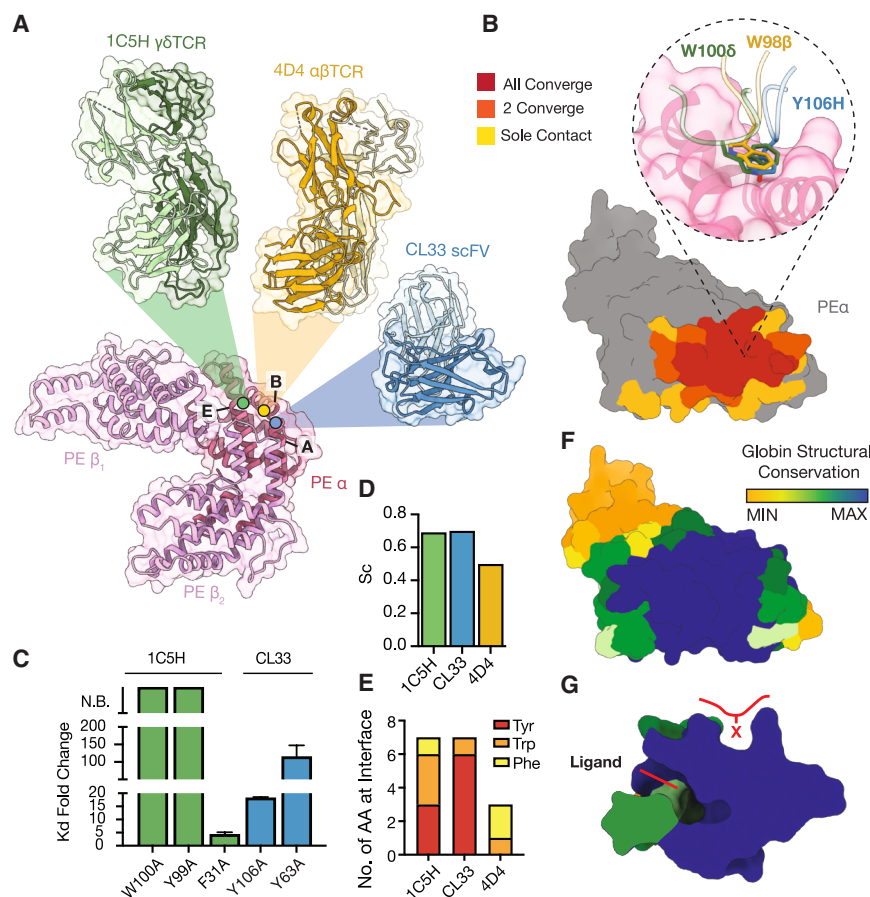 A
1C5H γδTCR
4D4 αβTCR
CL33 scFV
B
E
A
PE β1
PE α
PE β2
B
All Converge
2 Converge
Sole Contact
W100δ
W98β
Y106H
PEα
C
1C5H
CL33
Kd Fold Change
N.B.
200
150
100
50
20
15
10
5
0
W100A
Y99A
F31A
Y106A
Y63A
D
Sc
0.8
0.6
0.4
0.2
0.0
1C5H
CL33
4D4
E
No. of AA at Interface
8
6
4
2
0
Tyr
Trp
Phe
1C5H
CL33
4D4
F
Globin Structural
Conservation
MIN
MAX
G
X
Ligand